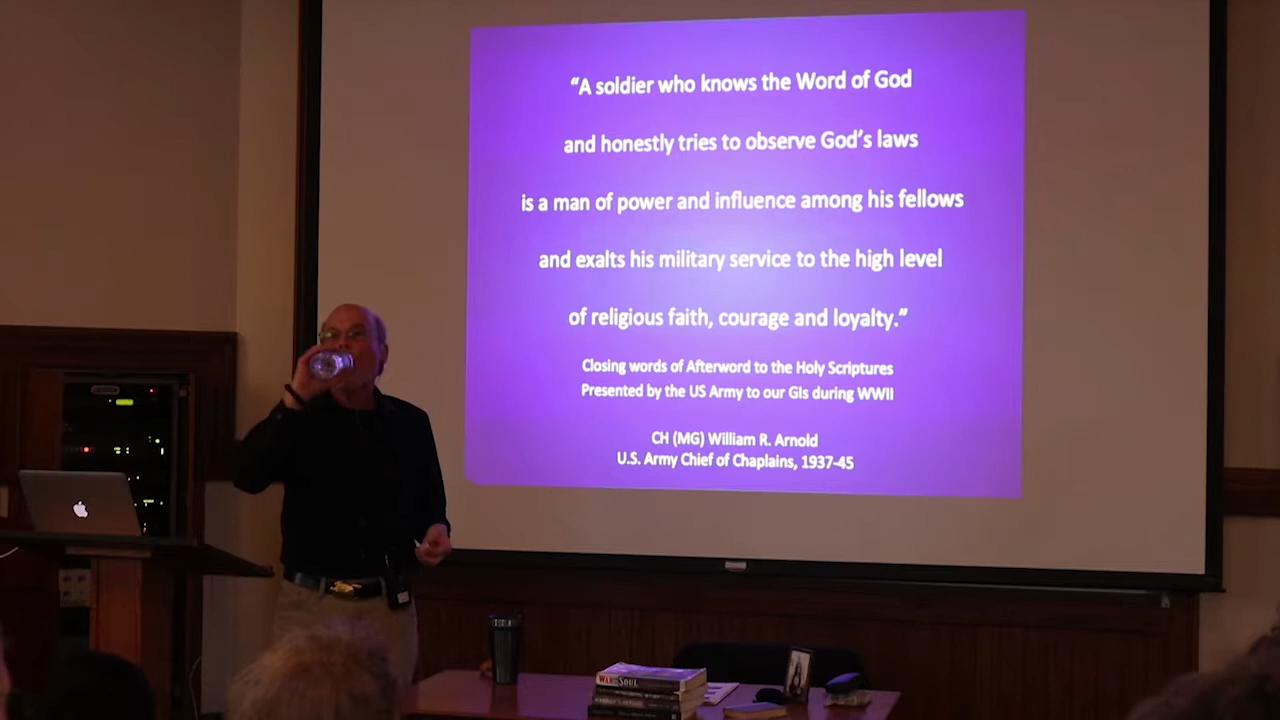 “A soldier who knows the Word of God
and honestly tries to observe God’s laws
is a man of power and influence among his fellows
and exalts his military service to the high level
of religious faith, courage and loyalty.”
Closing words of Afterword to the Holy Scriptures
Presented by the US Army to our GIs during WWII
CH (MG) William R. Arnold
U.S. Army Chief of Chaplains, 1937-45
WAR SOUL